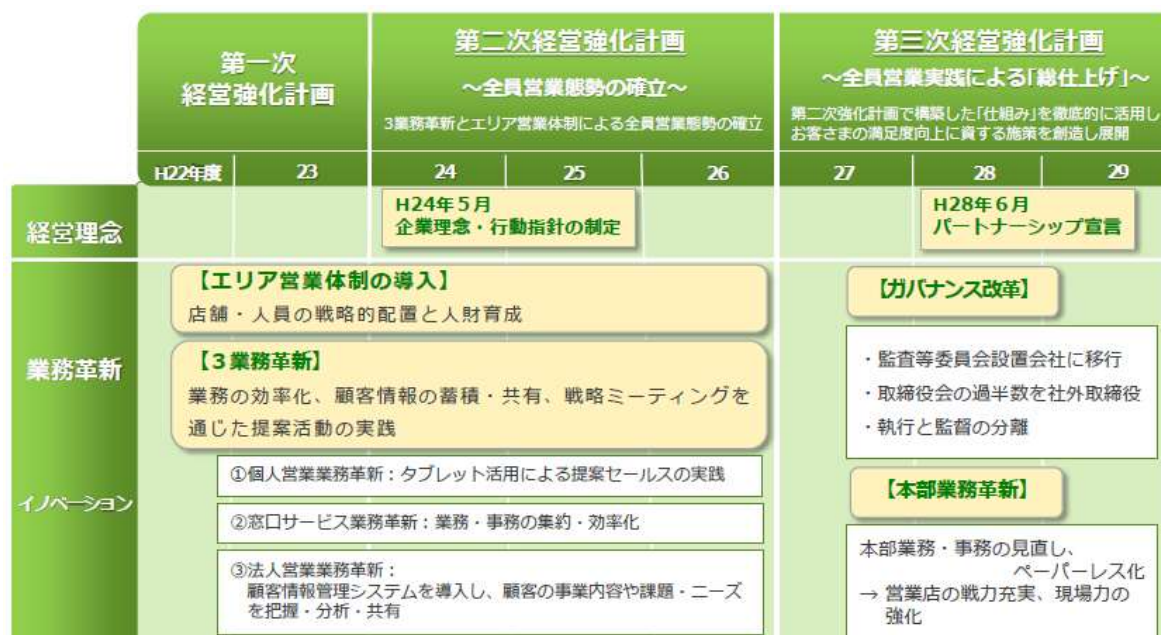 第一次
経営強化計画
第二次経営強化計画
～全員営業態勢の確立～
3業務革新とエリア営業体制による全員営業態勢の確立
第三次経営強化計画
～全員営業実践による「総仕上げ」～
第二次強化計画で構築した「仕組み」を徹底的に活用し
お客さまの満足度向上に資する施策を創造し展開
H22年度 23 24 25 26 27 28 29
経営理念
H24年5月
企業理念・行動指針の制定
H28年6月
パートナーシップ宣言
業務革新
イノベーション
【エリア営業体制の導入】
店舗・人員の戦略的配置と人財育成
【3業務革新】
業務の効率化、顧客情報の蓄積・共有、戦略ミーティングを
通じた提案活動の実践
①個人営業業務革新：タブレット活用による提案セールスの実践
②窓口サービス業務革新：業務・事務の集約・効率化
③法人営業業務革新：
顧客情報管理システムを導入し、顧客の事業内容や課題・ニーズ
を把握・分析・共有
【ガバナンス改革】
・監査等委員会設置会社に移行
・取締役会の過半数を社外取締役
・執行と監督の分離
【本部業務革新】
本部業務・事務の見直し、
ペーパーレス化
→ 営業店の戦力充実、現場力の
強化